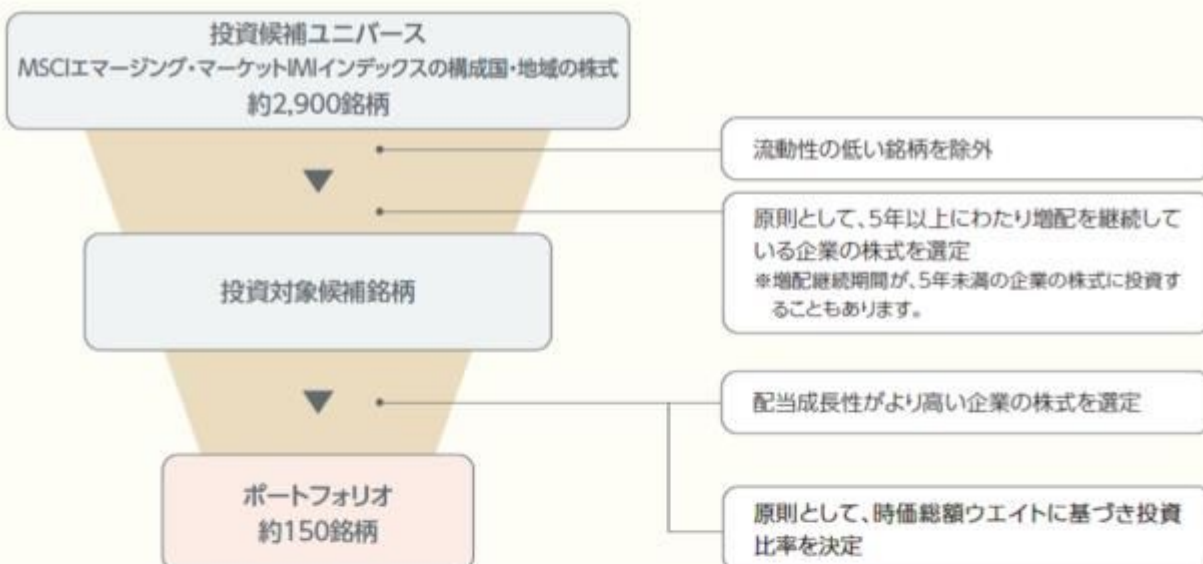 投資候補ユニバース
MSCIエマージング・マーケットIMIインデックスの構成国・地域の株式
約2,900銘柄
流動性の低い銘柄を除外
原則として、5年以上にわたり増配を継続して
いる企業の株式を選定
※増配継続期間が、5年未満の企業の株式に投資す
ることもあります。
投資対象候補銘柄
配当成長性がより高い企業の株式を選定
ポートフォリオ
約150銘柄
原則として、時価総額ウエイトに基づき投資
比率を決定